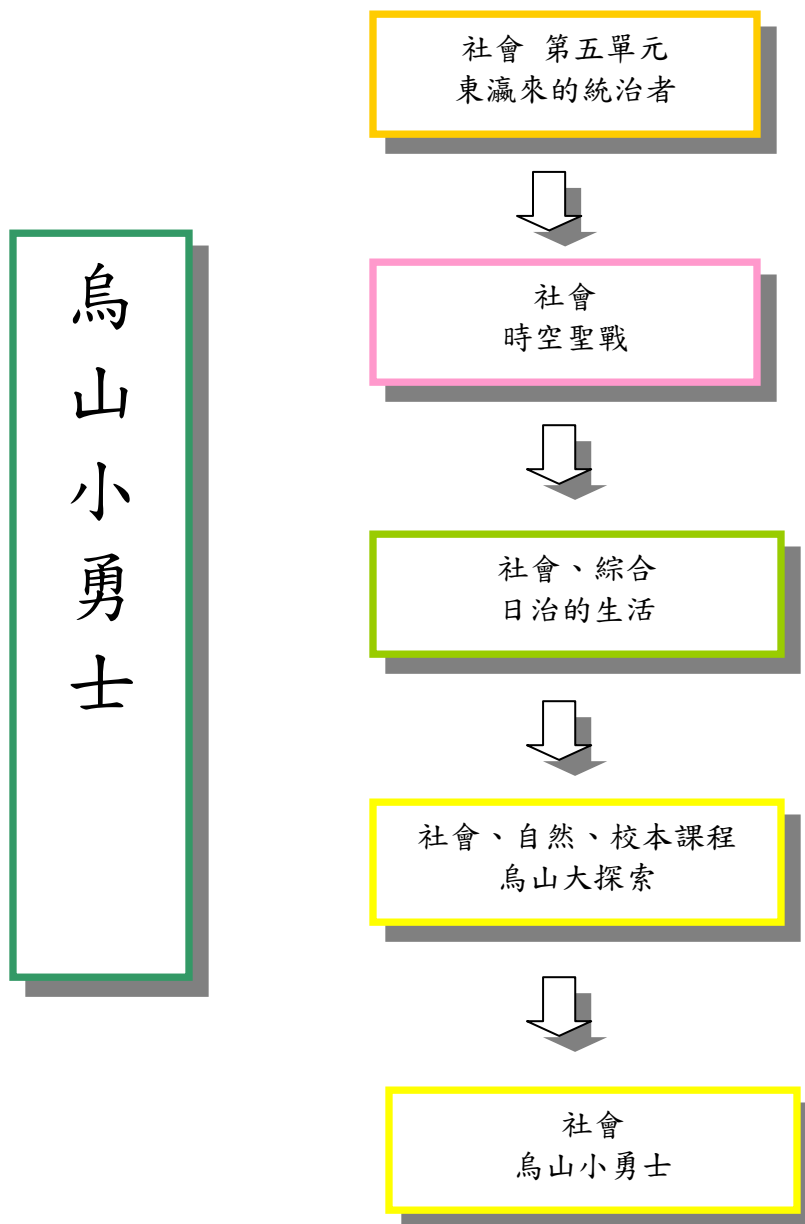 烏山小勇士
社會 第五單元
東瀛來的統治者
社會
時空聖戰
社會、綜合
日治的生活
社會、自然、校本課程
烏山大探索
社會
烏山小勇士